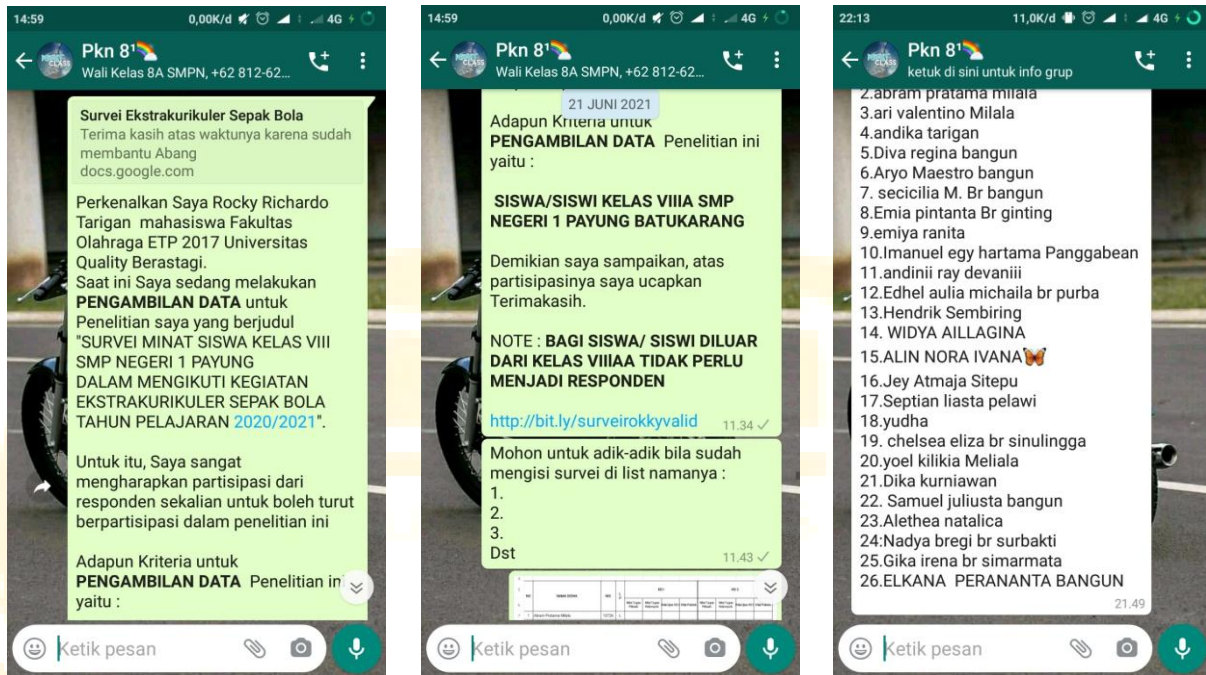 14:59
0,00K/d
4G
Pkn 8¹🌈
Wali Kelas 8A SMPN, +62 812-62...
Survei Ekstrakurikuler Sepak Bola
Terima kasih atas waktunya karena sudah
membantu Abang
docs.google.com
Perkenalkan Saya Rocky Richardo
Tarigan mahasiswa Fakultas
Olahraga ETP 2017 Universitas
Quality Berastagi.
Saat ini Saya sedang melakukan
PENGAMBILAN DATA untuk
Penelitian saya yang berjudul
"SURVEI MINAT SISWA KELAS VIII
SMP NEGERI 1 PAYUNG
DALAM MENGIKUTI KEGIATAN
EKSTRAKURIKULER SEPAK BOLA
TAHUN PELAJARAN 2020/2021".
Untuk itu, Saya sangat
mengharapkan partisipasi dari
responden sekalian untuk boleh turut
berpartisipasi dalam penelitian ini
Adapun Kriteria untuk
PENGAMBILAN DATA Penelitian ini
yaitu :
Ketik pesan
14:59
0,00K/d
4G
Pkn 8¹🌈
Wali Kelas 8A SMPN, +62 812-62...
21 JUNI 2021
Adapun Kriteria untuk
PENGAMBILAN DATA Penelitian ini
yaitu :
SISWA/SISWI KELAS VIIIA SMP
NEGERI 1 PAYUNG BATUKARANG
Demikian saya sampaikan, atas
partisipasinya saya ucapkan
Terimakasih.
NOTE : BAGI SISWA/ SISWI DILUAR
DARI KELAS VIIIAA TIDAK PERLU
MENJADI RESPONDEN
http://bit.ly/surveirokkyvalid
11.34
Mohon untuk adik-adik bila sudah
mengisi survei di list namanya :
1.
2.
3.
Dst
11.43
Ketik pesan
22:13
11,0K/d
4G
Pkn 8¹🌈
ketuk di sini untuk info grup
2.abram pratama milala
3.ari valentino Milala
4.andika tarigan
5.Diva regina bangun
6.Aryo Maestro bangun
7. secicilia M. Br bangun
8.Emia pintanta Br ginting
9.emiya ranita
10.Imanuel egy hartama Panggabean
11.andinii ray devaniii
12.Edhel aulia michaila br purba
13.Hendrik Sembiring
14. WIDYA AILLAGINA
15.ALIN NORA IVANA🦋
16.Jey Atmaja Sitepu
17.Septian liasta pelawi
18.yudha
19. chelsea eliza br sinulingga
20.yoel kilikia Meliala
21.Dika kurniawan
22. Samuel juliusta bangun
23.Alethea natalica
24:Nadya bregi br surbakti
25.Gika irena br simarmata
26.ELKANA PERANANTA BANGUN
21.49
Ketik pesan